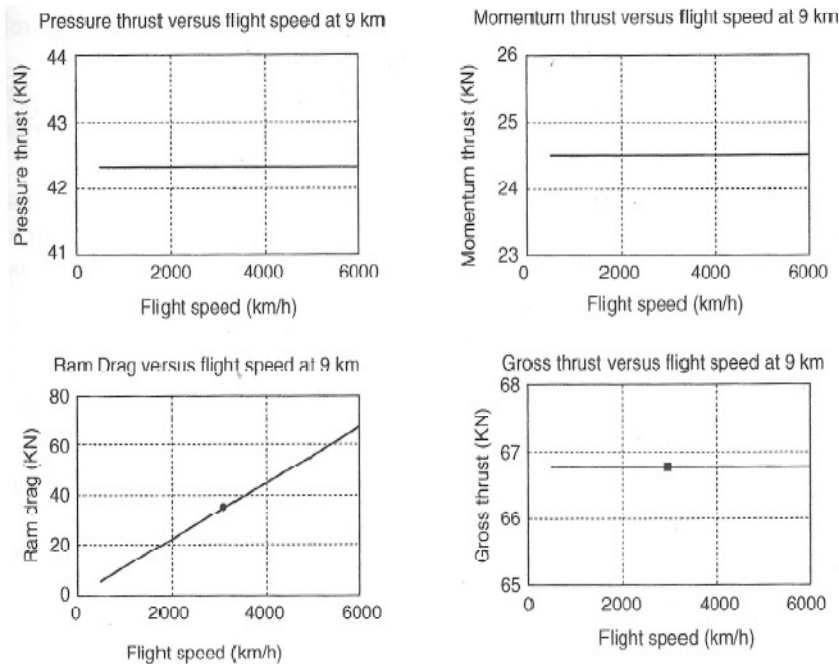 Pressure thrust versus flight speed at 9 km
Pressure thrust (KN)
44
43
42
41
0 2000 4000 6000
Flight speed (km/h)
Momentum thrust versus flight speed at 9 km
Momentum thrust (KN)
26
25
24
23
0 2000 4000 6000
Flight speed (km/h)
Ram Drag versus flight speed at 9 km
Ram drag (KN)
80
60
40
20
0
0 2000 4000 6000
Flight speed (km/h)
Gross thrust versus flight speed at 9 km
Gross thrust (KN)
68
67
66
65
0 2000 4000 6000
Flight speed (km/h)